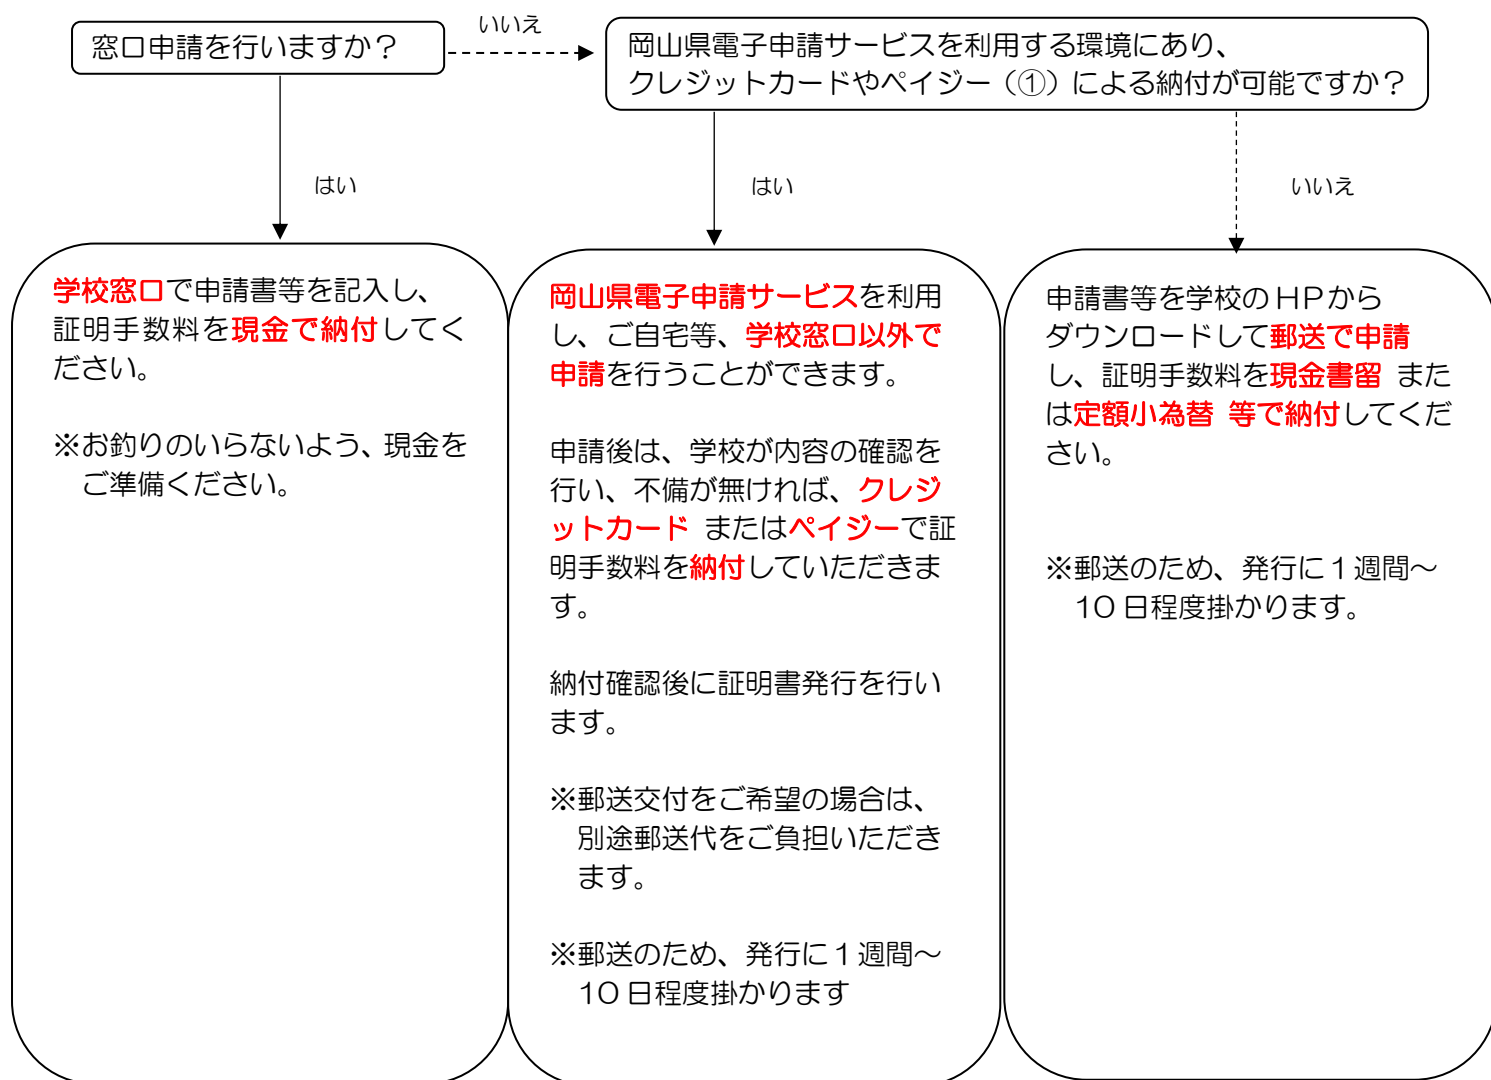 窓口申請を行いますか？
いいえ
岡山県電子申請サービスを利用する環境にあり、
クレジットカードやペイジー（①）による納付が可能ですか？
はい
はい
いいえ
学校窓口で申請書等を記入し、
証明手数料を現金で納付してく
ださい。
※お釣りのいらないよう、現金を
ご準備ください。
岡山県電子申請サービスを利用
し、ご自宅等、学校窓口以外で
申請を行うことができます。
申請後は、学校が内容の確認を
行い、不備が無ければ、クレジ
ットカード またはペイジーで証
明手数料を納付していただきま
す。
納付確認後に証明書発行を行い
ます。
※郵送交付をご希望の場合は、
別途郵送代をご負担いただき
ます。
※郵送のため、発行に１週間～
10日程度掛かります
申請書等を学校のＨＰから
ダウンロードして郵送で申請
し、証明手数料を現金書留 また
は定額小為替 等で納付してくだ
さい。
※郵送のため、発行に１週間～
10日程度掛かります。